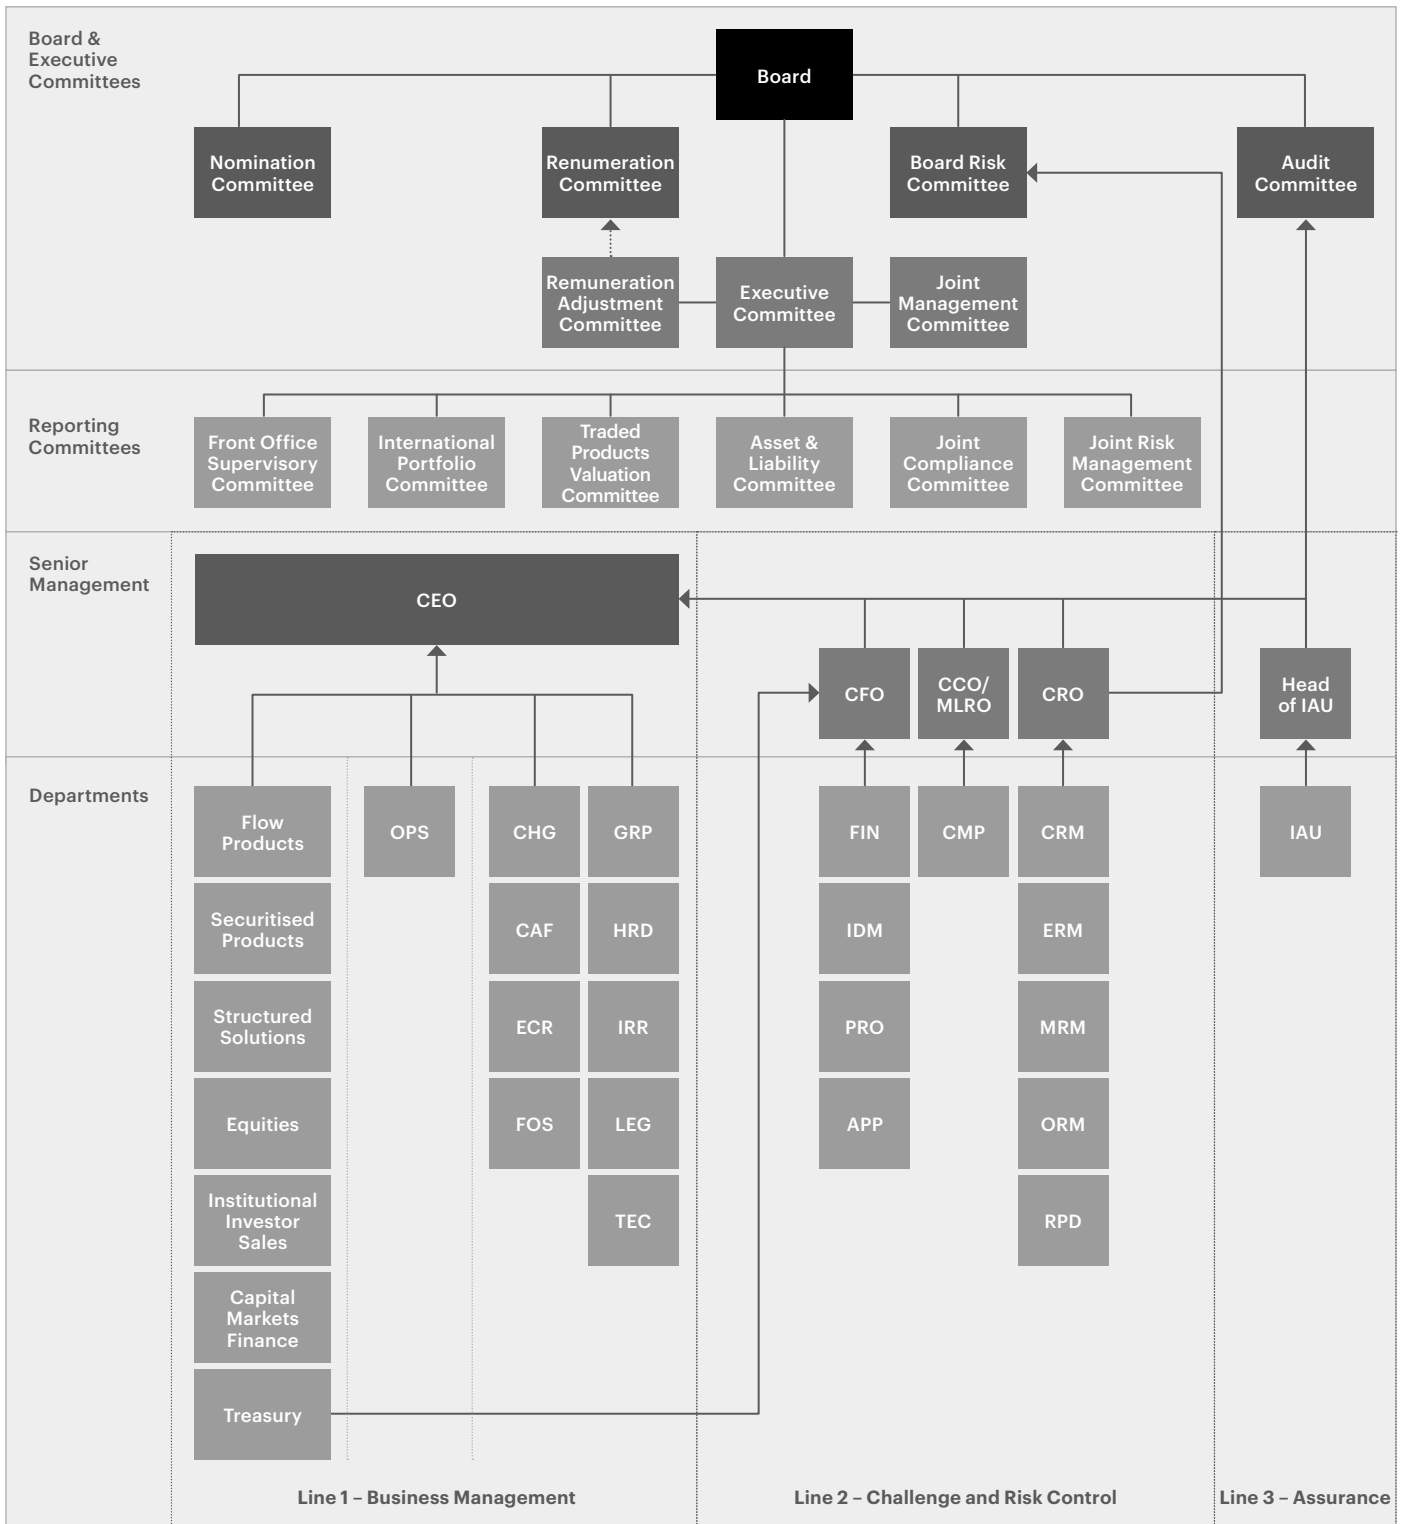 Board &
Executive
Committees
Board
Nomination
Committee
Renumeration
Committee
Board Risk
Committee
Audit
Committee
Remuneration
Adjustment
Committee
Executive
Committee
Joint
Management
Committee
Reporting
Committees
Front Office
Supervisory
Committee
International
Portfolio
Committee
Traded
Products
Valuation
Committee
Asset &
Liability
Committee
Joint
Compliance
Committee
Joint Risk
Management
Committee
Senior
Management
CEO
CFO
CCO/
MLRO
CRO
Head
of IAU
Departments
Flow
Products
OPS
CHG
GRP
FIN
CMP
CRM
IAU
Securitised
Products
CAF
HRD
IDM
ERM
Structured
Solutions
ECR
IRR
PRO
MRM
Equities
FOS
LEG
APP
ORM
Institutional
Investor
Sales
TEC
RPD
Capital
Markets
Finance
Treasury
Line 1 – Business Management
Line 2 – Challenge and Risk Control
Line 3 – Assurance